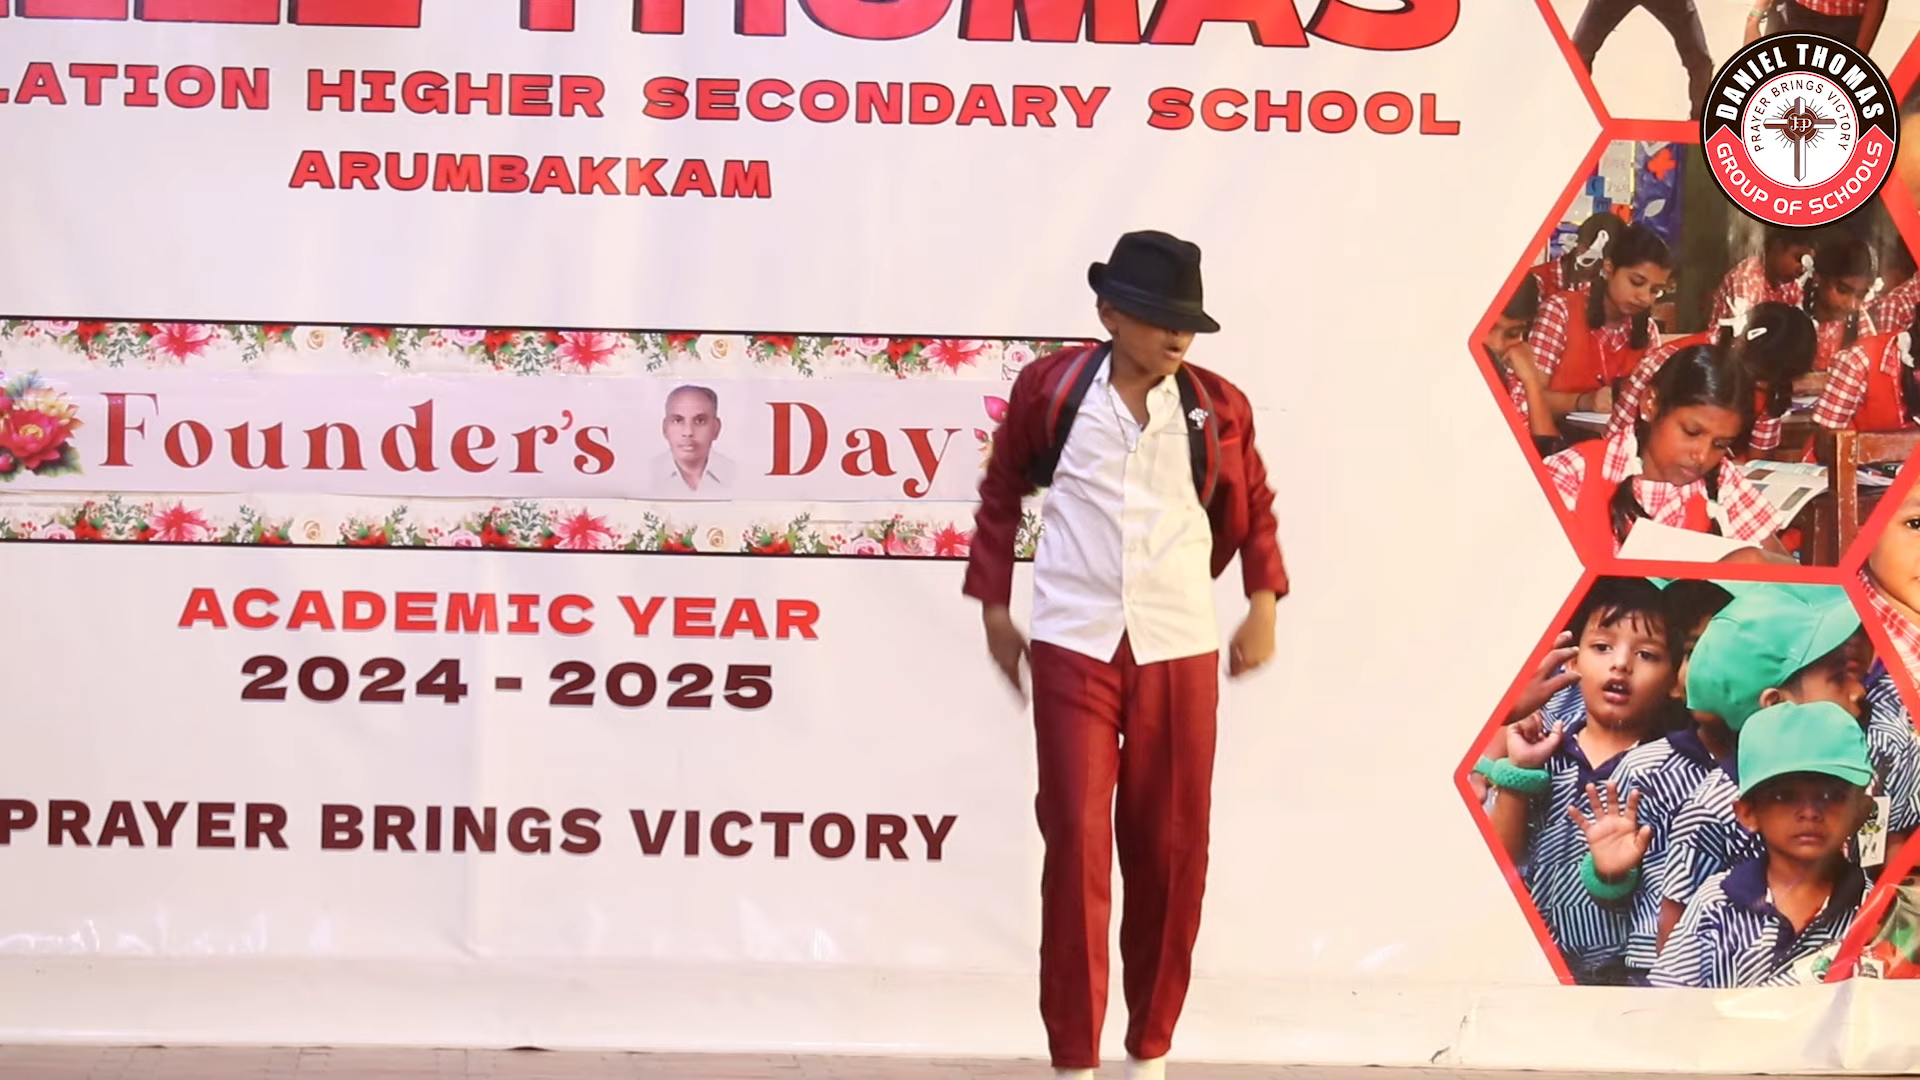 THOMAS
HIGHER SECONDARY SCHOOL
ARUMBAKKAM
Founder's Day
ACADEMIC YEAR
2024 - 2025
PRAYER BRINGS VICTORY
DANIEL THOMAS
PRAYER BRINGS VICTORY
GROUP OF SCHOOLS